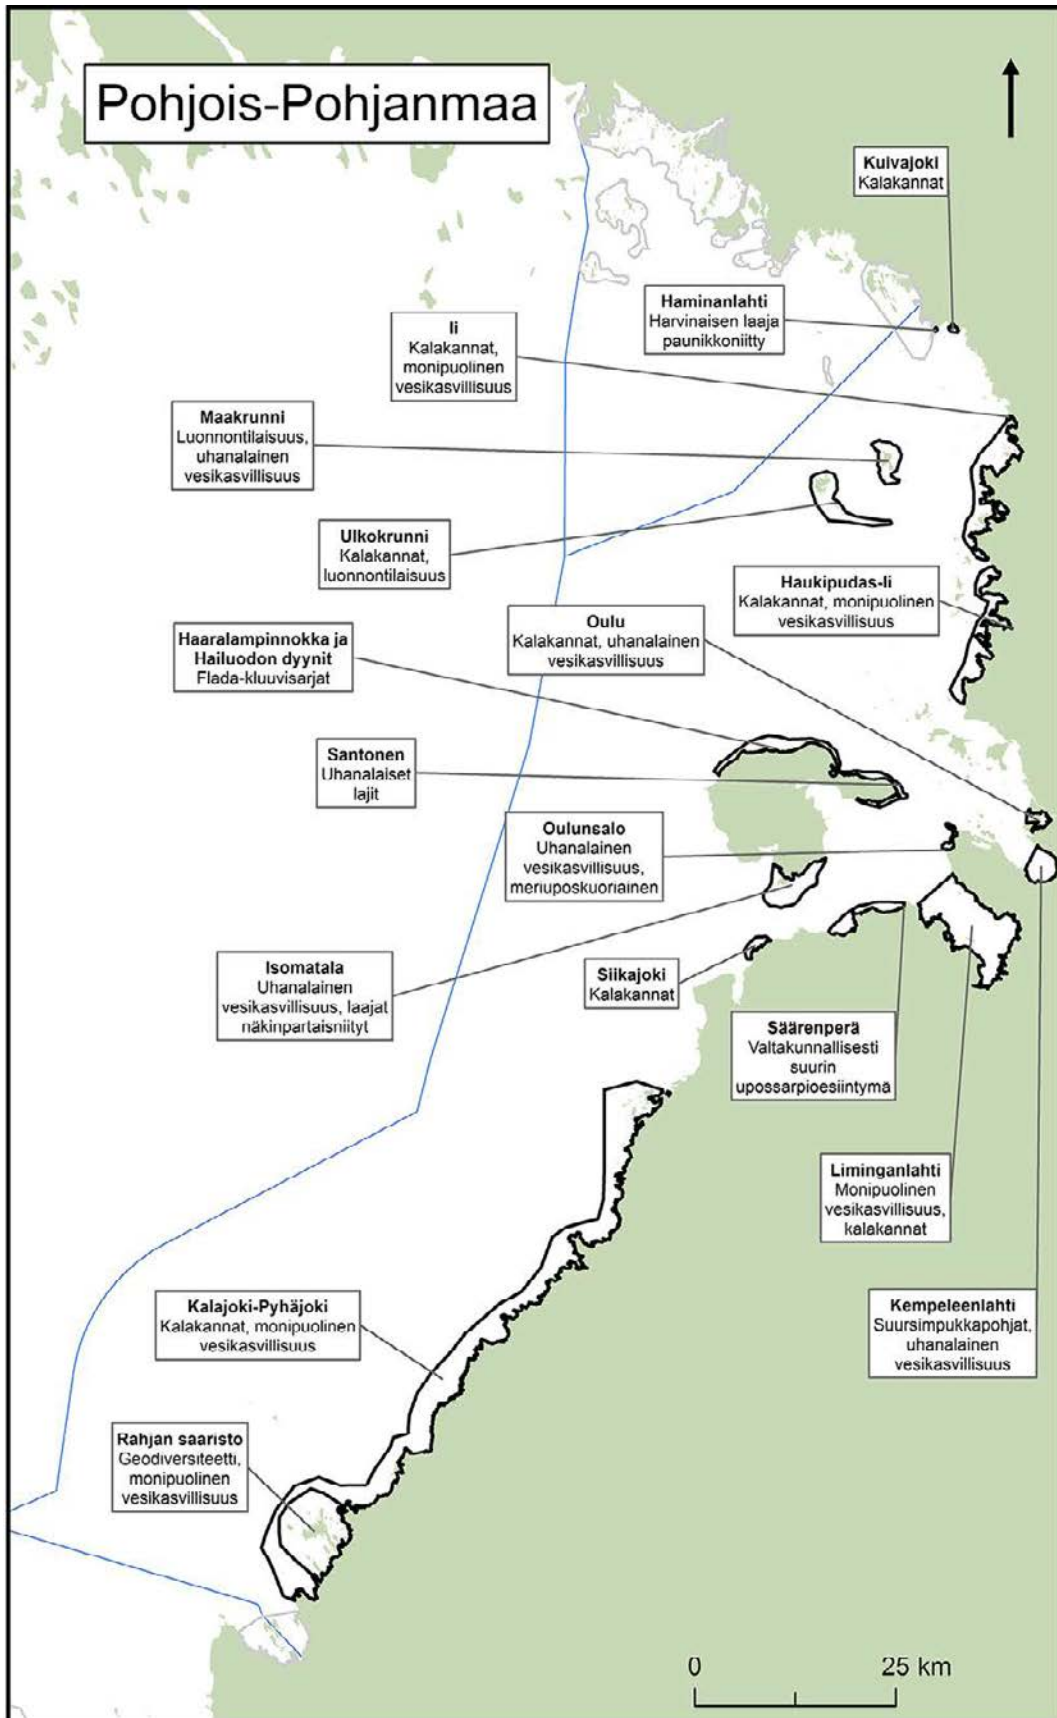 Pohjois-Pohjanmaa
Kuivajoki
Kalakannat
Haminanlahti
Harvinaisen laaja
paunikkoniitty
Ii
Kalakannat,
monipuolinen
vesikasvillisuus
Maakrunni
Luonnontilaisuus,
uhanalainen
vesikasvillisuus
Ulkokrunni
Kalakannat,
luonnontilaisuus
Haukipudas-Ii
Kalakannat, monipuolinen
vesikasvillisuus
Oulu
Kalakannat, uhanalainen
vesikasvillisuus
Haaralampinnokka ja
Hailuodon dyynit
Flada-kluuvisarjat
Santonen
Uhanalaiset
lajit
Oulunsalo
Uhanalainen
vesikasvillisuus,
meriuposkuoriainen
Isomatala
Uhanalainen
vesikasvillisuus, laajat
näkinpartaisniityt
Siikajoki
Kalakannat
Säärenperä
Valtakunnallisesti
suurin
upossarpioesiintymä
Liminganlahti
Monipuolinen
vesikasvillisuus,
kalakannat
Kempeleenlahti
Suursimpukkapohjat,
uhanalainen
vesikasvillisuus
Kalajoki-Pyhäjoki
Kalakannat, monipuolinen
vesikasvillisuus
Rahjan saaristo
Geodiversiteetti,
monipuolinen
vesikasvillisuus
0 25 km